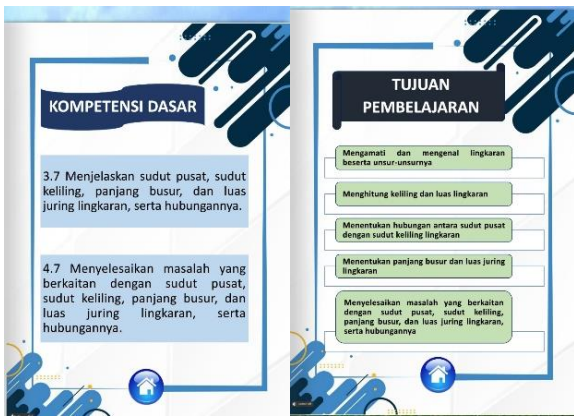 KOMPETENSI DASAR
3.7 Menjelaskan sudut pusat, sudut
keliling, panjang busur, dan luas
juring lingkaran, serta hubungannya.
4.7 Menyelesaikan masalah yang
berkaitan dengan sudut pusat,
sudut keliling, panjang busur, dan
luas juring lingkaran, serta
hubungannya.
TUJUAN
PEMBELAJARAN
Mengamati dan mengenal lingkaran
beserta unsur-unsurnya
Menghitung keliling dan luas lingkaran
Menentukan hubungan antara sudut pusat
dengan sudut keliling lingkaran
Menentukan panjang busur dan luas juring
lingkaran
Menyelesaikan masalah yang berkaitan
dengan sudut pusat, sudut keliling,
panjang busur, dan luas juring lingkaran,
serta hubungannya